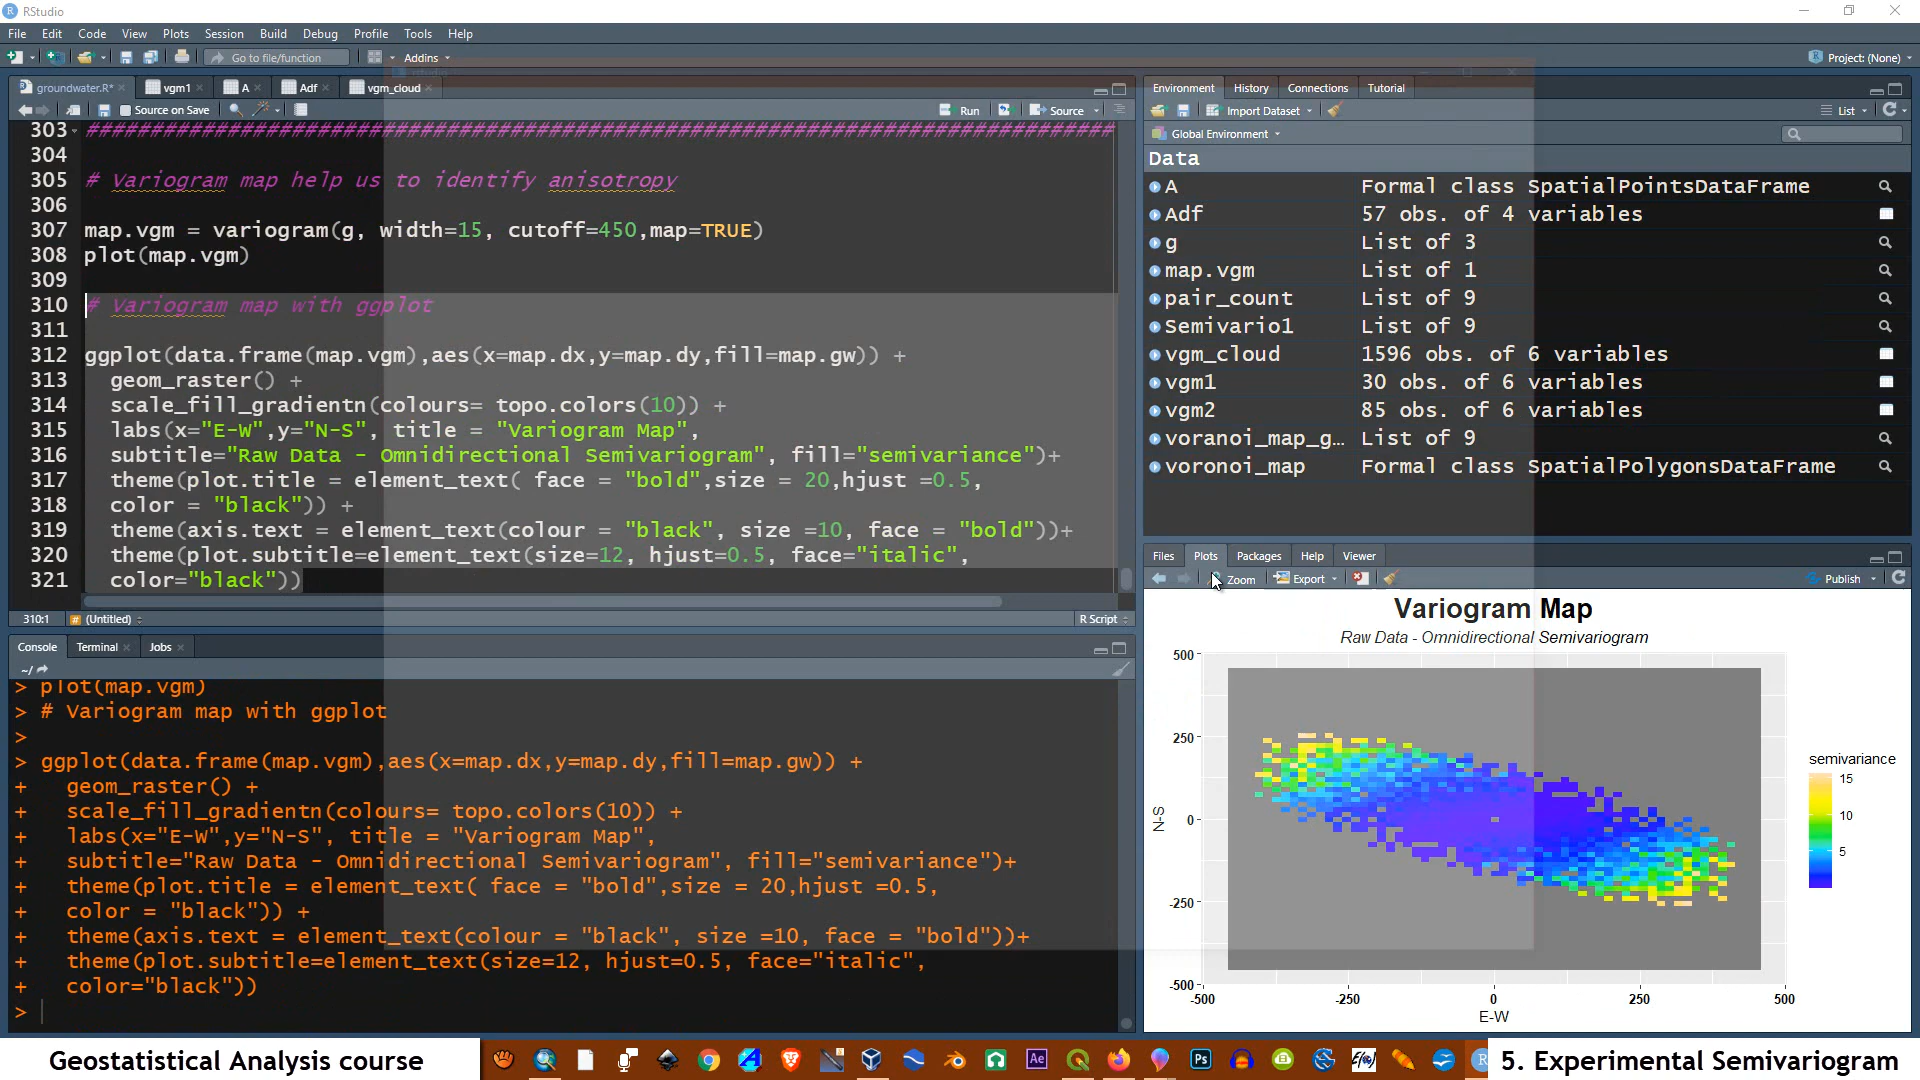 RStudio
File Edit Code View Plots Session Build Debug Profile Tools Help
Go to file/function Addins Project: (None)
groundwater.R* vgm1 A Adf vgm_cloud
Source on Save Run Source
303 ################################################################################
304
305 # Variogram map help us to identify anisotropy
306
307 map.vgm = variogram(g, width=15, cutoff=450,map=TRUE)
308 plot(map.vgm)
309
310 # Variogram map with ggplot
311
312 ggplot(data.frame(map.vgm),aes(x=map.dx,y=map.dy,fill=map.gw)) +
313 geom_raster() +
314 scale_fill_gradientn(colours= topo.colors(10)) +
315 labs(x="E-W",y="N-S", title = "Variogram Map",
316 subtitle="Raw Data - Omnidirectional Semivariogram", fill="semivariance")+
317 theme(plot.title = element_text( face = "bold",size = 20,hjust =0.5,
318 color = "black")) +
319 theme(axis.text = element_text(colour = "black", size =10, face = "bold"))+
320 theme(plot.subtitle=element_text(size=12, hjust=0.5, face="italic",
321 color="black"))
310:1 # (Untitled) R Script
Console Terminal Jobs
~/
> plot(map.vgm)
> # Variogram map with ggplot
>
> ggplot(data.frame(map.vgm),aes(x=map.dx,y=map.dy,fill=map.gw)) +
+ geom_raster() +
+ scale_fill_gradientn(colours= topo.colors(10)) +
+ labs(x="E-W",y="N-S", title = "Variogram Map",
+ subtitle="Raw Data - Omnidirectional Semivariogram", fill="semivariance")+
+ theme(plot.title = element_text( face = "bold",size = 20,hjust =0.5,
+ color = "black")) +
+ theme(axis.text = element_text(colour = "black", size =10, face = "bold"))+
+ theme(plot.subtitle=element_text(size=12, hjust=0.5, face="italic",
+ color="black"))
>
Environment History Connections Tutorial
Import Dataset List
Global Environment
Data
A Formal class SpatialPointsDataFrame
Adf 57 obs. of 4 variables
g List of 3
map.vgm List of 1
pair_count List of 9
Semivario1 List of 9
vgm_cloud 1596 obs. of 6 variables
vgm1 30 obs. of 6 variables
vgm2 85 obs. of 6 variables
voranoi_map_g... List of 9
voronoi_map Formal class SpatialPolygonsDataFrame
Files Plots Packages Help Viewer
Zoom Export Publish
Variogram Map
Raw Data - Omnidirectional Semivariogram
500
250
0
-250
-500
N-S
-500 -250 0 250 500
E-W
semivariance
15
10
5
Geostatistical Analysis course
Ae Ps
5. Experimental Semivariogram